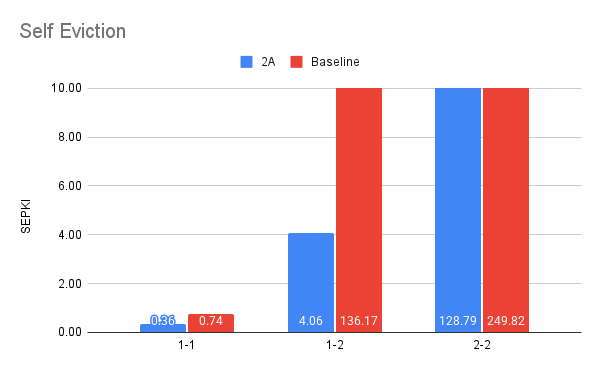 Self Eviction
2A Baseline
10.00
8.00
6.00
4.00
2.00
0.00
SEPKI
0.36 0.74 4.06 136.17 128.79 249.82
1-1 1-2 2-2